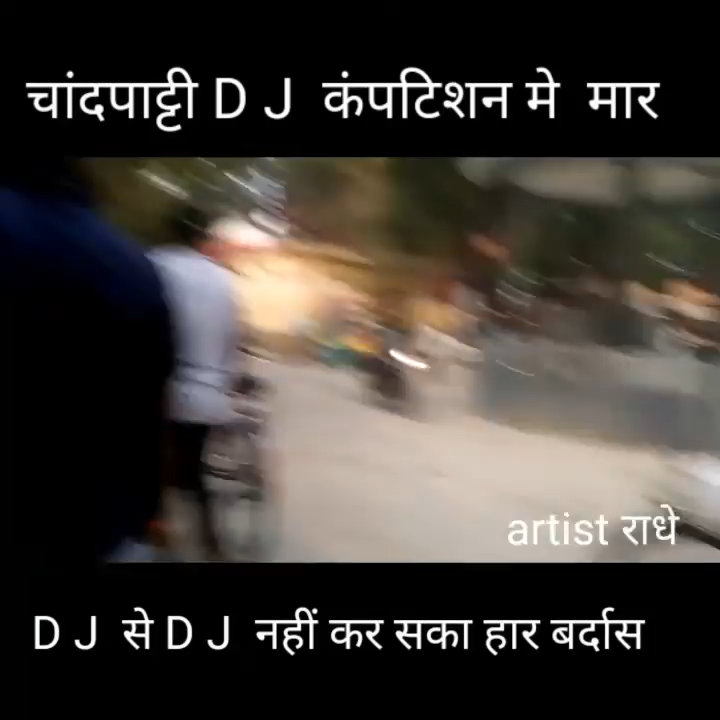 चांदपाट्टी D J कंपटिशन मे मार
artist राधे
D J से D J नहीं कर सका हार बर्दास